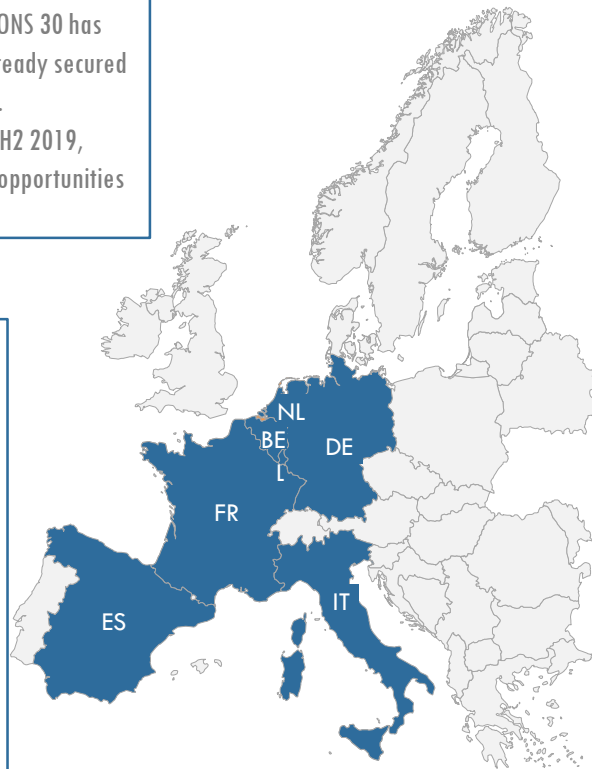 ONS 30 has
ready secured
.
H2 2019,
opportunities
NL
BE
DE
L
FR
IT
ES